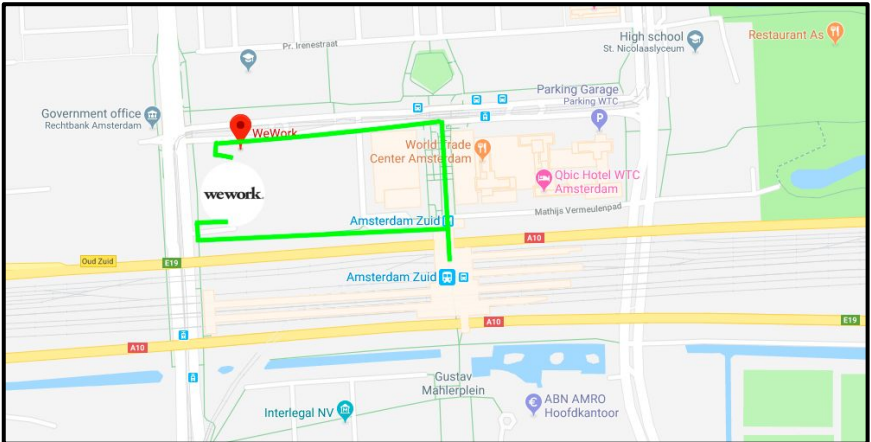 Pr. Irenestraat
High school
St. Nicolaaslyceum
Restaurant As
Parking Garage
Parking WTC
Government office
Rechtbank Amsterdam
WeWork
World Trade
Center Amsterdam
Qbic Hotel WTC
Amsterdam
wework.
Mathijs Vermeulenpad
Amsterdam Zuid
A10
Oud Zuid
E19
Amsterdam Zuid
A10
E19
A10
Gustav
Mahlerplein
Interlegal NV
ABN AMRO
Hoofdkantoor